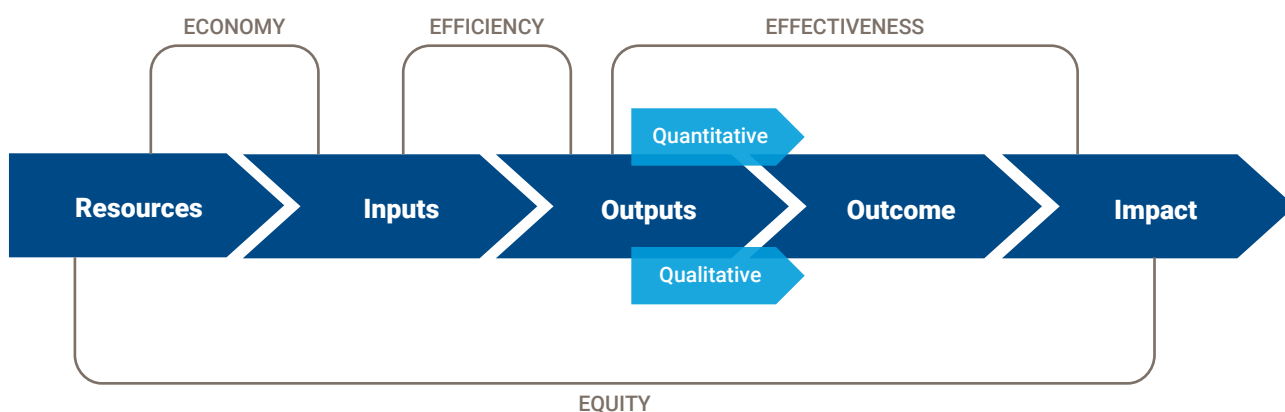 ECONOMY
EFFICIENCY
EFFECTIVENESS
Quantitative
Resources
Inputs
Outputs
Outcome
Impact
Qualitative
EQUITY